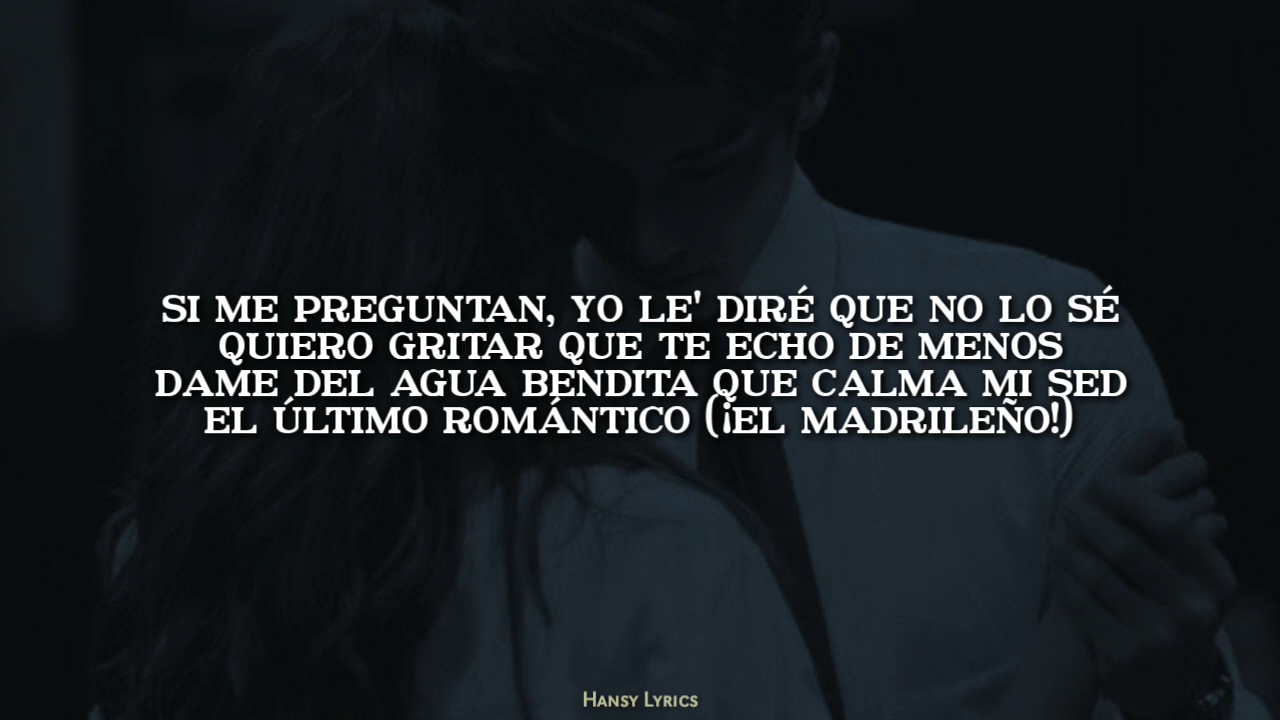 SI ME PREGUNTAN, YO LE' DIRÉ QUE NO LO SÉ
QUIERO GRITAR QUE TE ECHO DE MENOS
DAME DEL AGUA BENDITA QUE CALMA MI SED
EL ÚLTIMO ROMÁNTICO (¡EL MADRILEÑO!)
Hansy Lyrics